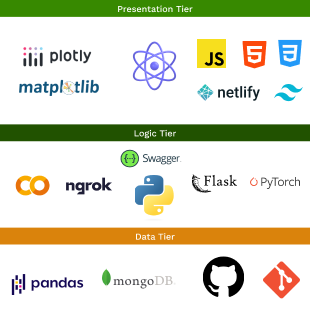 Presentation Tier
plotly
matplotlib
JS
5
3
netlify
Logic Tier
{··} Swagger
CO
ngrok
Flask
PyTorch
Data Tier
pandas
mongoDB